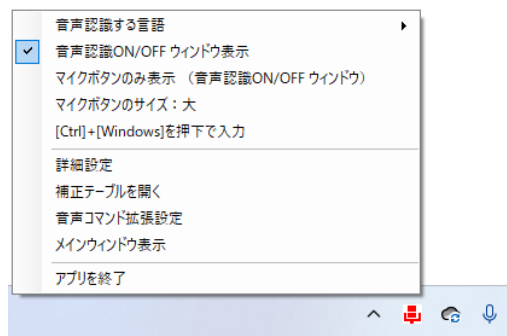 音声認識する言語
音声認識ON/OFF ウィンドウ表示
マイクボタンのみ表示 （音声認識ON/OFF ウィンドウ）
マイクボタンのサイズ：大
[Ctrl]+[Windows]を押下で入力
詳細設定
補正テーブルを開く
音声コマンド拡張設定
メインウィンドウ表示
アプリを終了